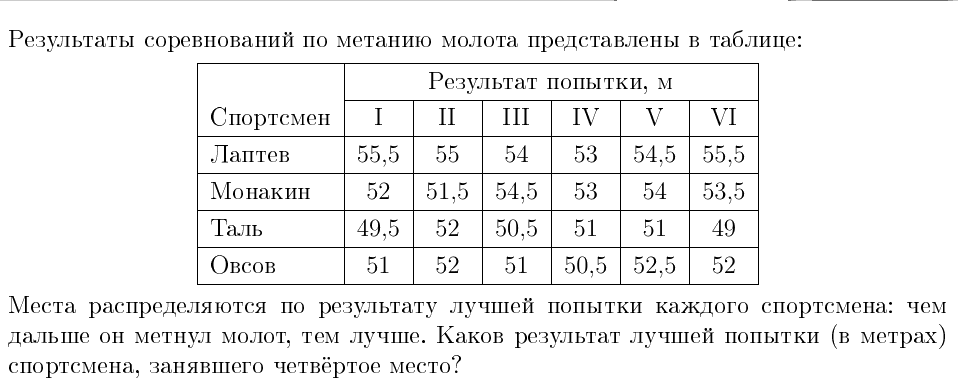 Результаты соревнований по метанию молота представлены в таблице:
Результат попытки, м
Спортсмен I II III IV V VI
Лаптев 55,5 55 54 53 54,5 55,5
Монакин 52 51,5 54,5 53 54 53,5
Таль 49,5 52 50,5 51 51 49
Овсов 51 52 51 50,5 52,5 52
Места распределяются по результату лучшей попытки каждого спортсмена: чем
дальше он метнул молот, тем лучше. Каков результат лучшей попытки (в метрах)
спортсмена, занявшего четвёртое место?